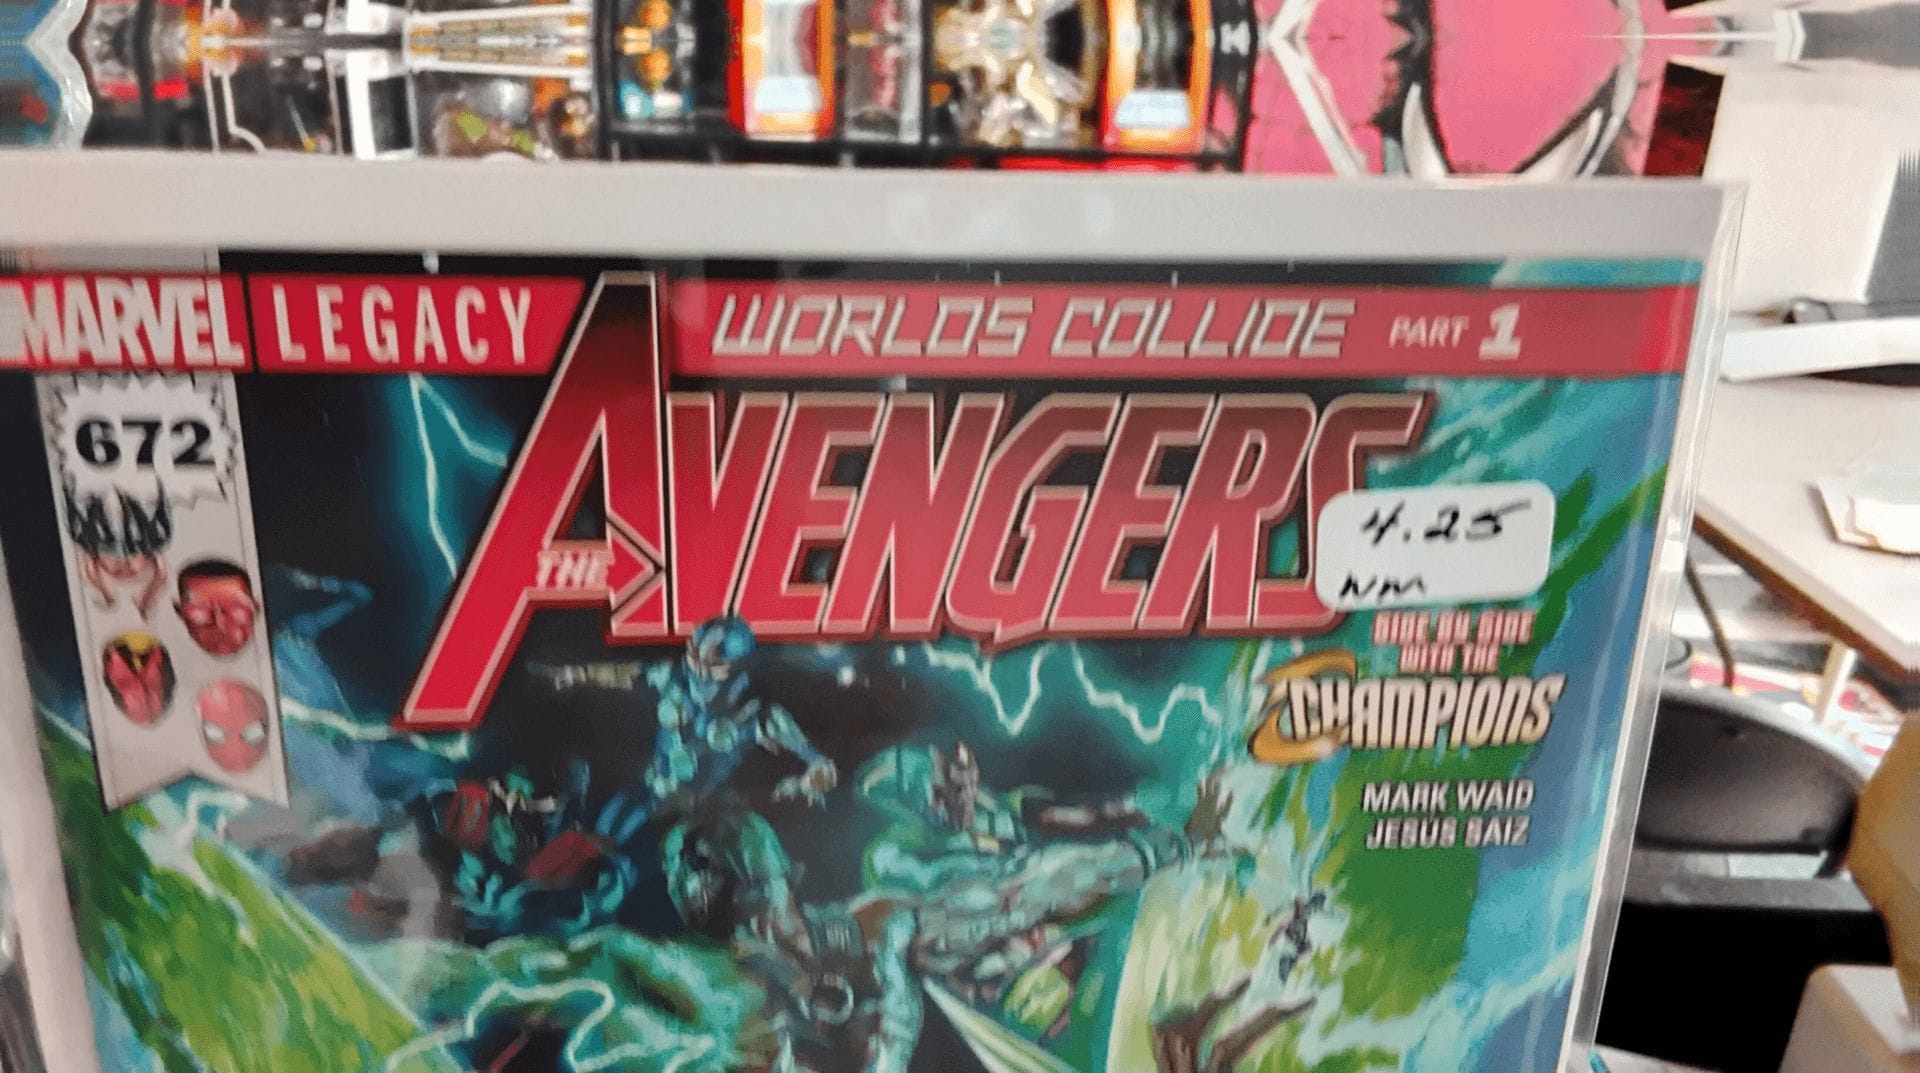 MARVEL LEGACY
WORLDS COLLIDE PART 1
672
THE AVENGERS
4.25
NM
SIDE BY SIDE
WITH THE
CHAMPIONS
MARK WAID
JESÚS SAIZ